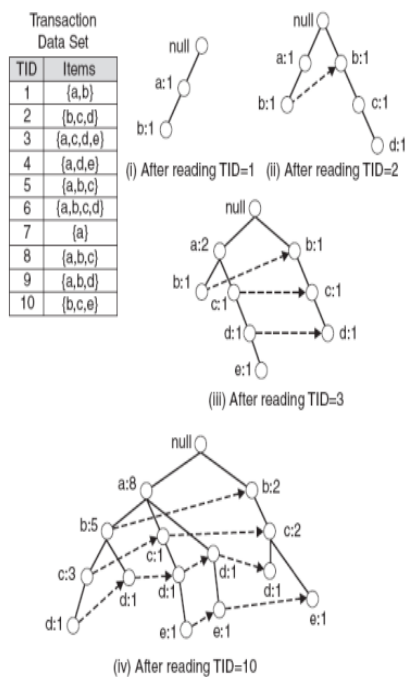 Transaction
Data Set
TID Items
1 {a,b}
2 {b,c,d}
3 {a,c,d,e}
4 {a,d,e}
5 {a,b,c}
6 {a,b,c,d}
7 {a}
8 {a,b,c}
9 {a,b,d}
10 {b,c,e}
null
a:1
b:1
(i) After reading TID=1
null
a:1 b:1
b:1 c:1
d:1
(ii) After reading TID=2
null
a:2 b:1
b:1 c:1 c:1
d:1 d:1
e:1
(iii) After reading TID=3
null
a:8 b:2
b:5 c:2
c:1
c:3 d:1 d:1 d:1 d:1
d:1 e:1 e:1 e:1
(iv) After reading TID=10